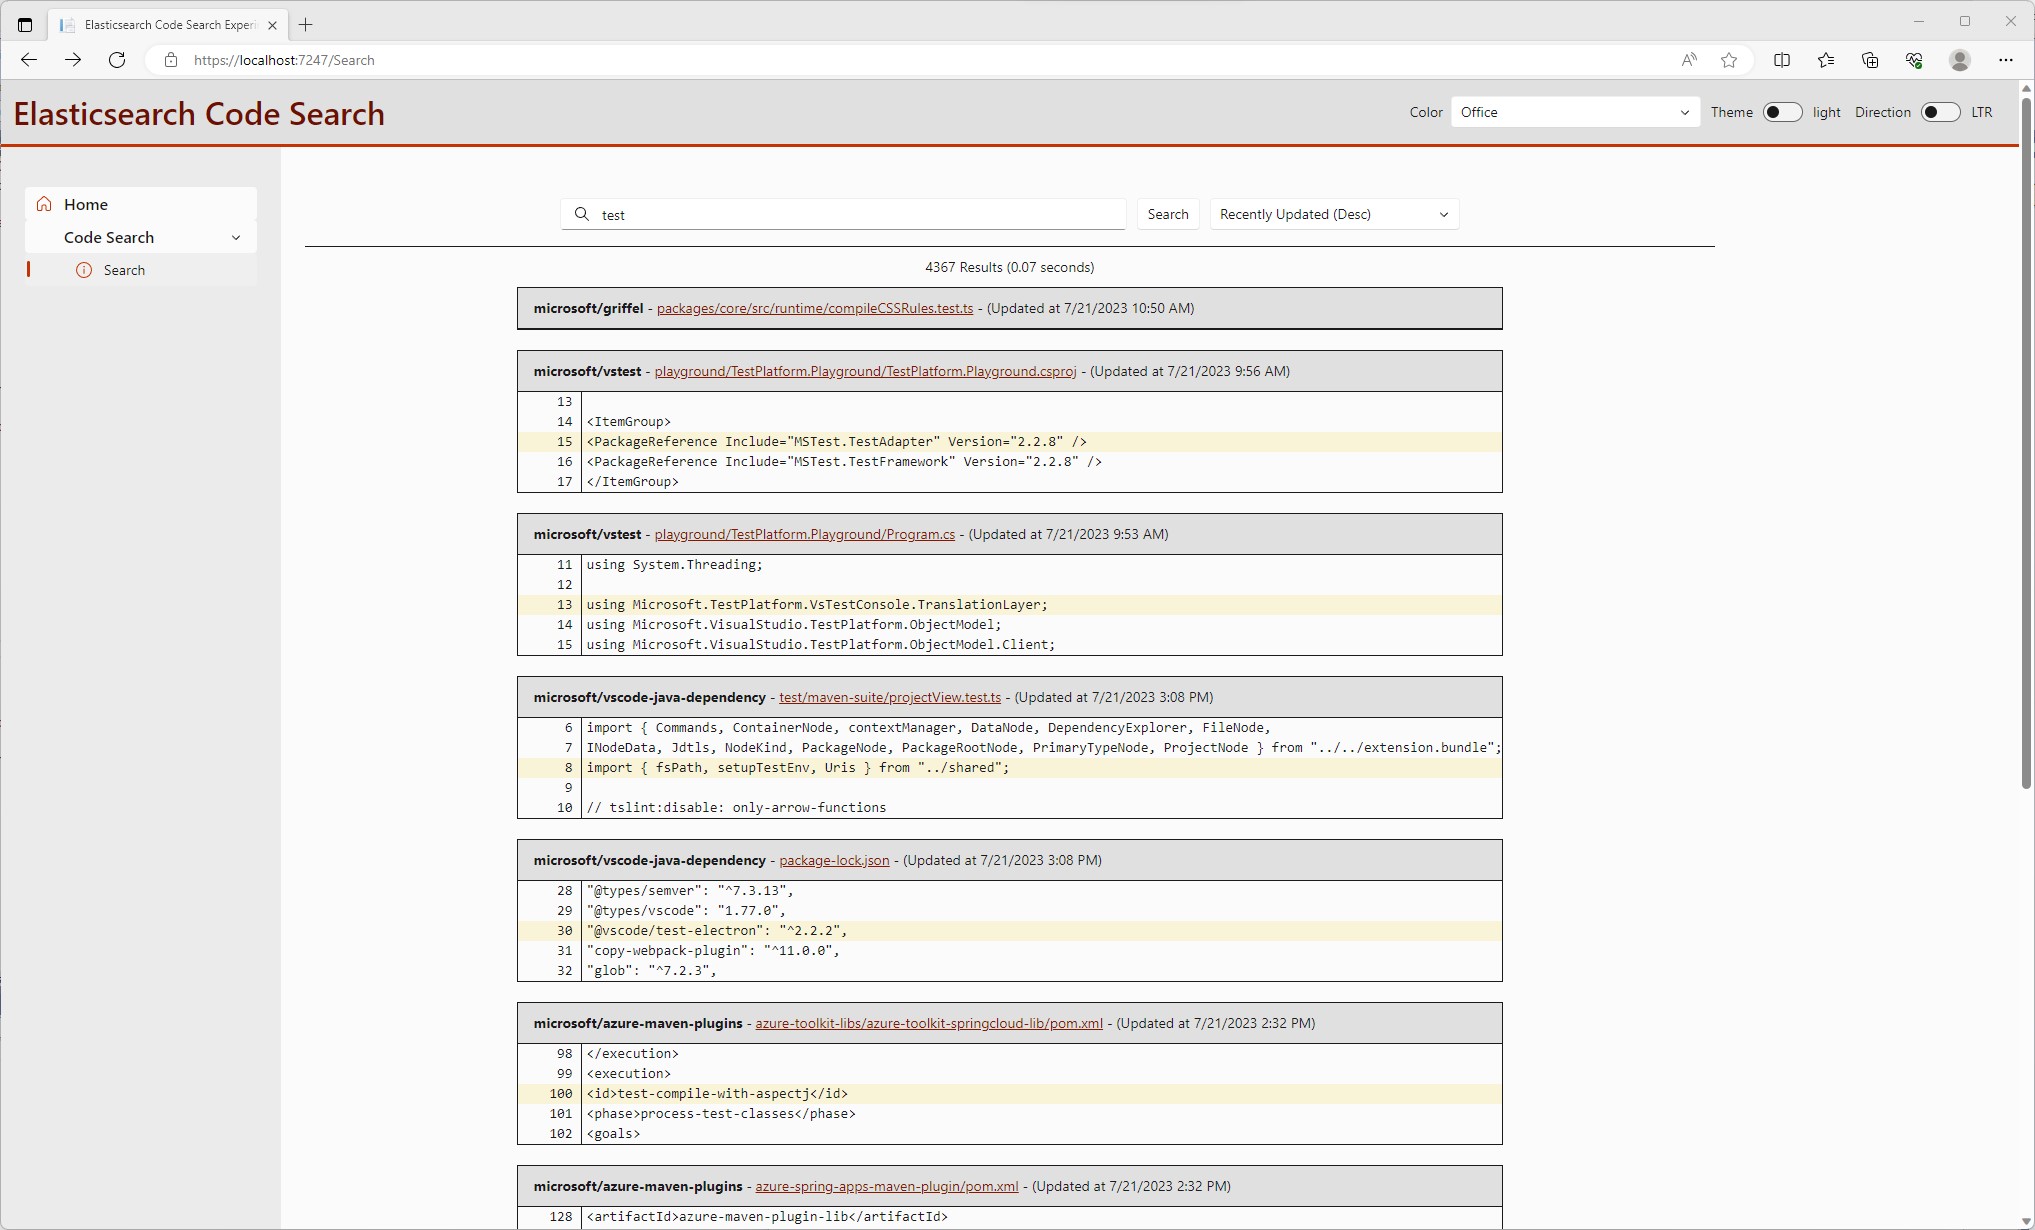 Elasticsearch Code Search Experi
https://localhost:7247/Search
Elasticsearch Code Search
Color Office Theme light Direction LTR
Home
Code Search
Search
test Search Recently Updated (Desc)
4367 Results (0.07 seconds)
microsoft/griffel - packages/core/src/runtime/compileCSSRules.test.ts - (Updated at 7/21/2023 10:50 AM)
microsoft/vstest - playground/TestPlatform.Playground/TestPlatform.Playground.csproj - (Updated at 7/21/2023 9:56 AM)
13
14 <ItemGroup>
15 <PackageReference Include="MSTest.TestAdapter" Version="2.2.8" />
16 <PackageReference Include="MSTest.TestFramework" Version="2.2.8" />
17 </ItemGroup>
microsoft/vstest - playground/TestPlatform.Playground/Program.cs - (Updated at 7/21/2023 9:53 AM)
11 using System.Threading;
12
13 using Microsoft.TestPlatform.VsTestConsole.TranslationLayer;
14 using Microsoft.VisualStudio.TestPlatform.ObjectModel;
15 using Microsoft.VisualStudio.TestPlatform.ObjectModel.Client;
microsoft/vscode-java-dependency - test/maven-suite/projectView.test.ts - (Updated at 7/21/2023 3:08 PM)
6 import { Commands, ContainerNode, contextManager, DataNode, DependencyExplorer, FileNode,
7 INodeData, Jdtls, NodeKind, PackageNode, PackageRootNode, PrimaryTypeNode, ProjectNode } from "../../extension.bundle";
8 import { fsPath, setupTestEnv, Uris } from "../shared";
9
10 // tslint:disable: only-arrow-functions
microsoft/vscode-java-dependency - package-lock.json - (Updated at 7/21/2023 3:08 PM)
28 "@types/semver": "^7.3.13",
29 "@types/vscode": "1.77.0",
30 "@vscode/test-electron": "^2.2.2",
31 "copy-webpack-plugin": "^11.0.0",
32 "glob": "^7.2.3",
microsoft/azure-maven-plugins - azure-toolkit-libs/azure-toolkit-springcloud-lib/pom.xml - (Updated at 7/21/2023 2:32 PM)
98 </execution>
99 <execution>
100 <id>test-compile-with-aspectj</id>
101 <phase>process-test-classes</phase>
102 <goals>
microsoft/azure-maven-plugins - azure-spring-apps-maven-plugin/pom.xml - (Updated at 7/21/2023 2:32 PM)
128 <artifactId>azure-maven-plugin-lib</artifactId>